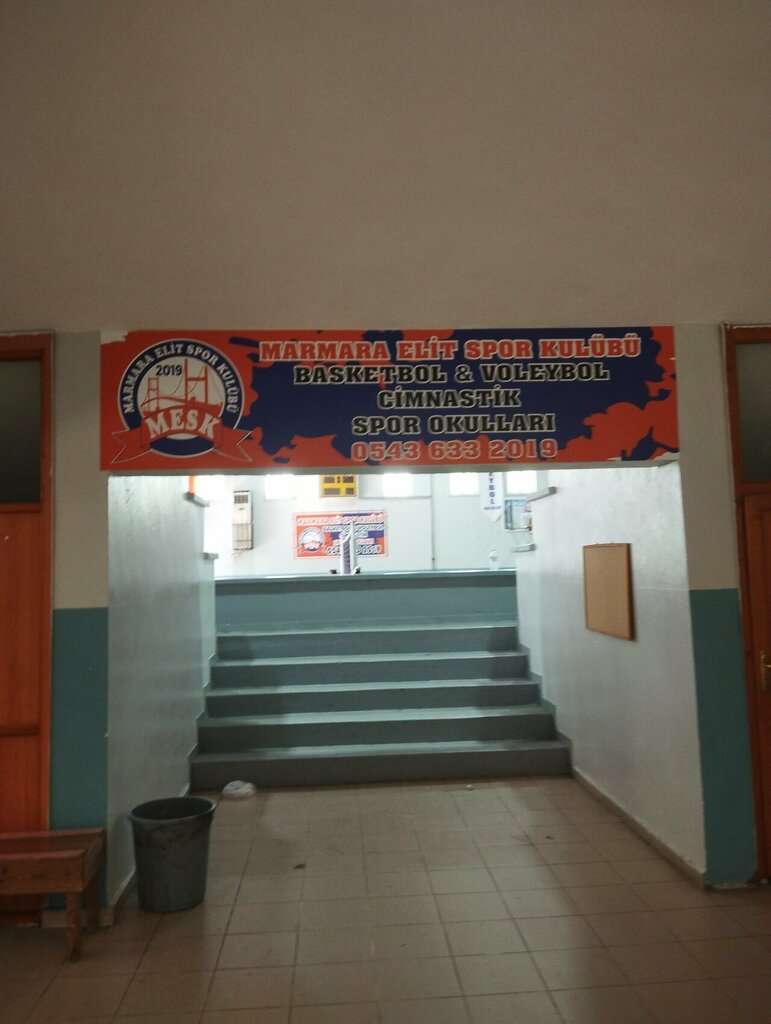 MARMARA ELİT SPOR KULÜBÜ
2019
MESK
MARMARA ELİT SPOR KULÜBÜ
BASKETBOL & VOLEYBOL
CİMNASTİK
SPOR OKULLARI
0543 633 2019